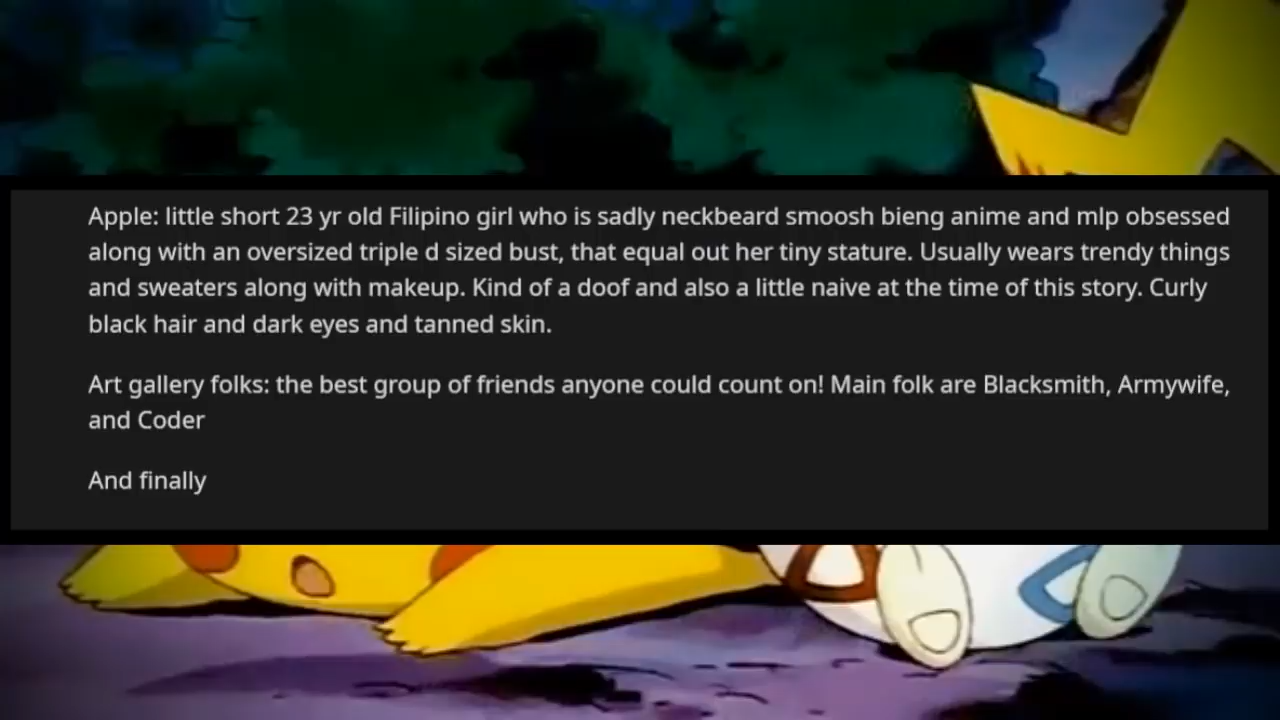 Apple: little short 23 yr old Filipino girl who is sadly neckbeard smoosh bieng anime and mlp obsessed
along with an oversized triple d sized bust, that equal out her tiny stature. Usually wears trendy things
and sweaters along with makeup. Kind of a doof and also a little naive at the time of this story. Curly
black hair and dark eyes and tanned skin.
Art gallery folks: the best group of friends anyone could count on! Main folk are Blacksmith, Armywife,
and Coder
And finally